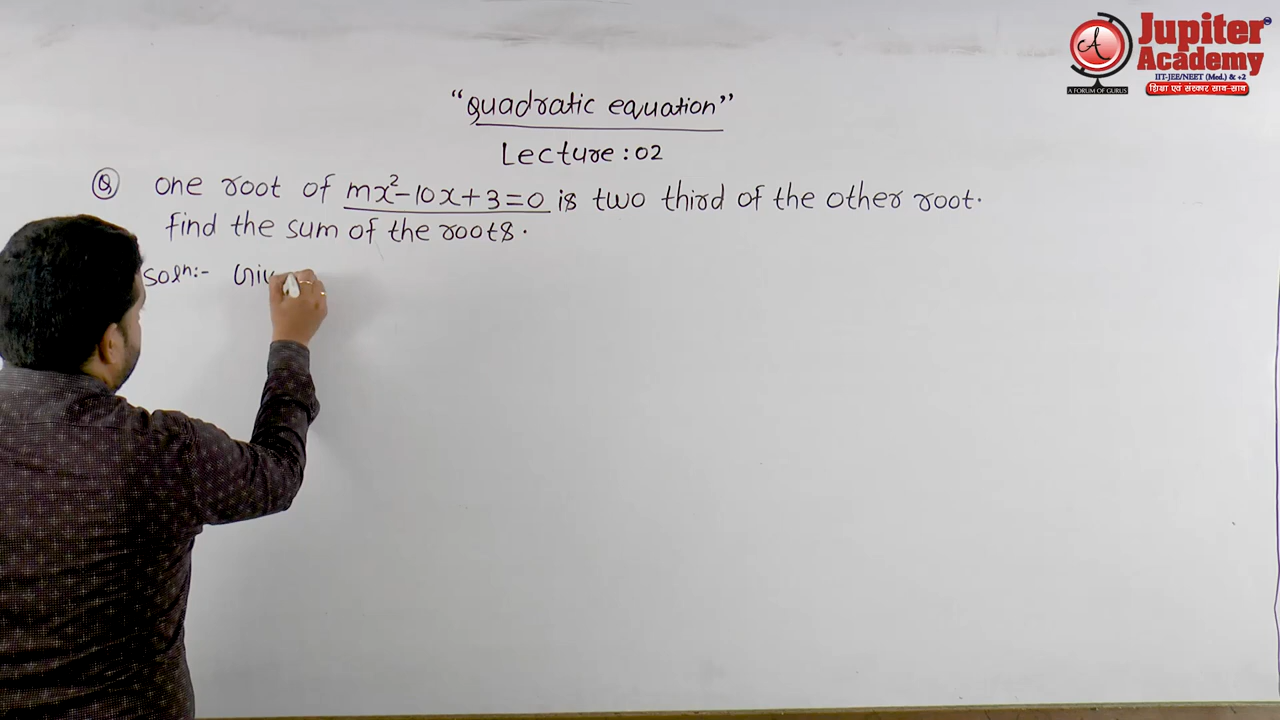 Jupiter
Academy
IIT-JEE/NEET (Med.) & +2
A FORUM OF GURUS
शिक्षा एवं संस्कार साथ-साथ
"Quadratic equation"
Lecture: 02
Q one root of mx²-10x+3=0 is two third of the other root.
find the sum of the roots.
Solⁿ:- Giv